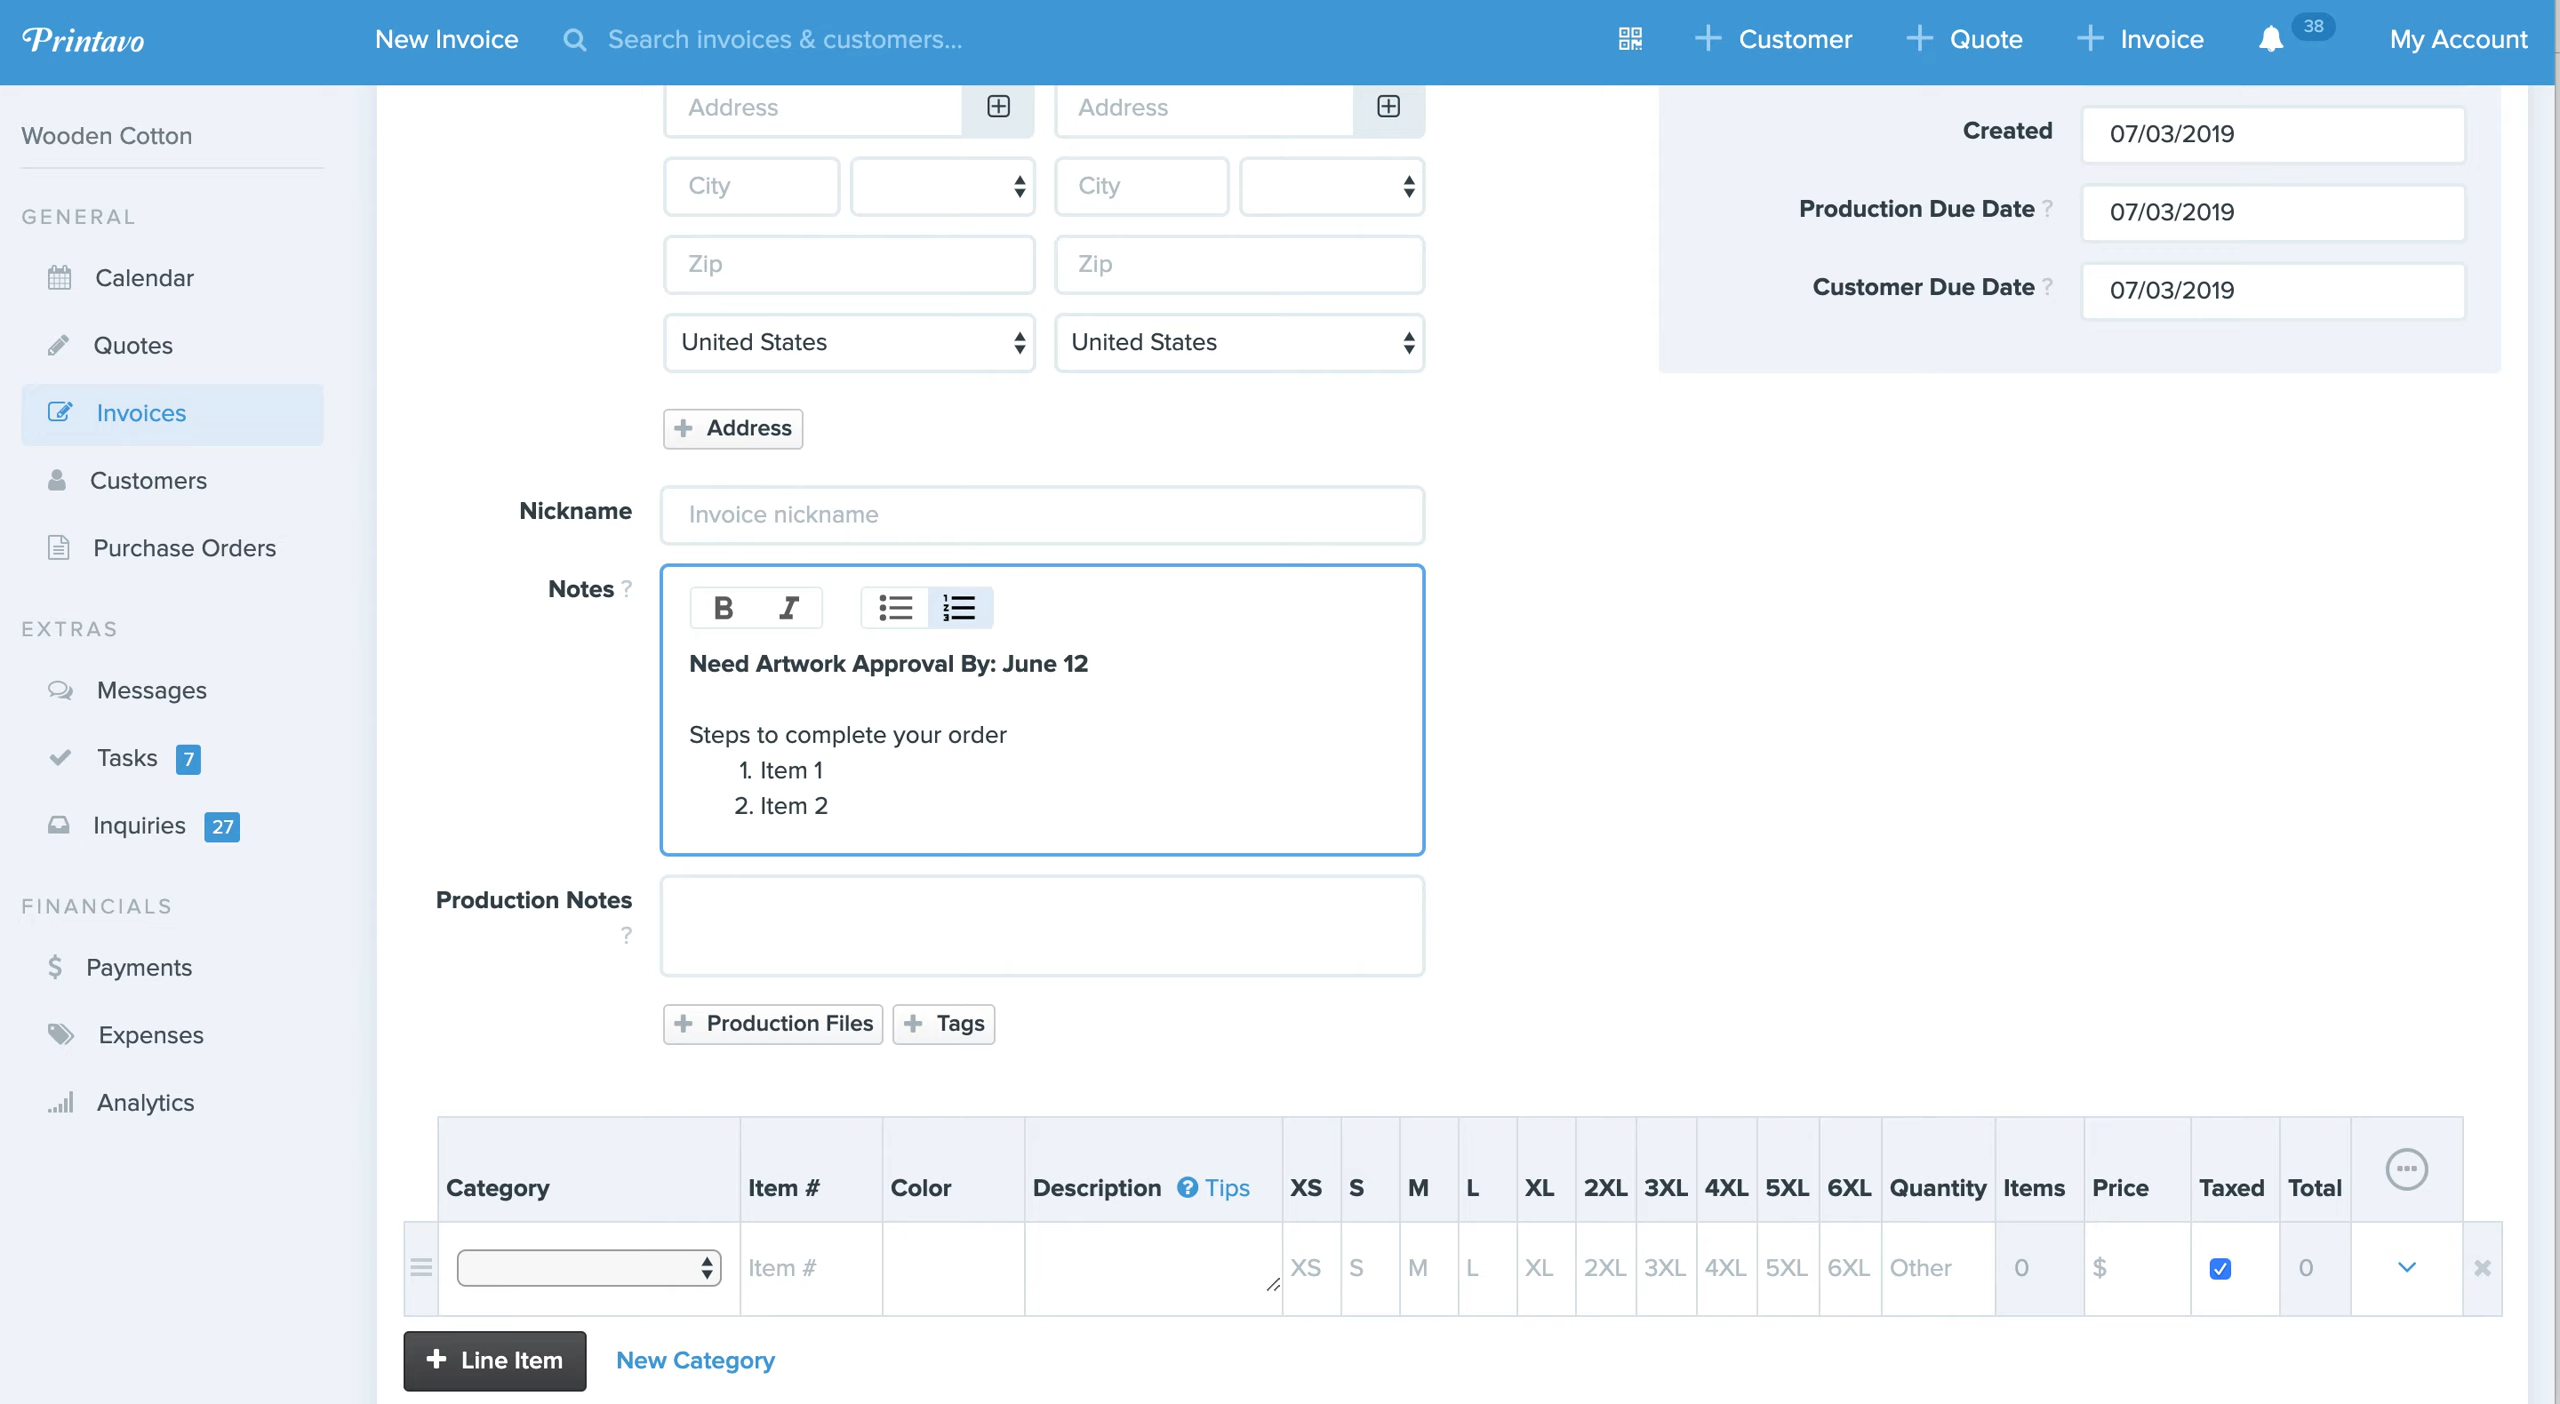 Printavo
New Invoice
Search invoices & customers...
Customer
Quote
Invoice
38
My Account
Wooden Cotton
GENERAL
Calendar
Quotes
Invoices
Customers
Purchase Orders
EXTRAS
Messages
Tasks 7
Inquiries 27
FINANCIALS
Payments
Expenses
Analytics
Address
Address
City
City
Zip
Zip
United States
United States
+ Address
Created 07/03/2019
Production Due Date ? 07/03/2019
Customer Due Date ? 07/03/2019
Nickname Invoice nickname
Notes ?
B I
Need Artwork Approval By: June 12
Steps to complete your order
1. Item 1
2. Item 2
Production Notes
?
+ Production Files
+ Tags
Category Item # Color Description ? Tips XS S M L XL 2XL 3XL 4XL 5XL 6XL Quantity Items Price Taxed Total
Item # XS S M L XL 2XL 3XL 4XL 5XL 6XL Other 0 $ 0
+ Line Item
New Category